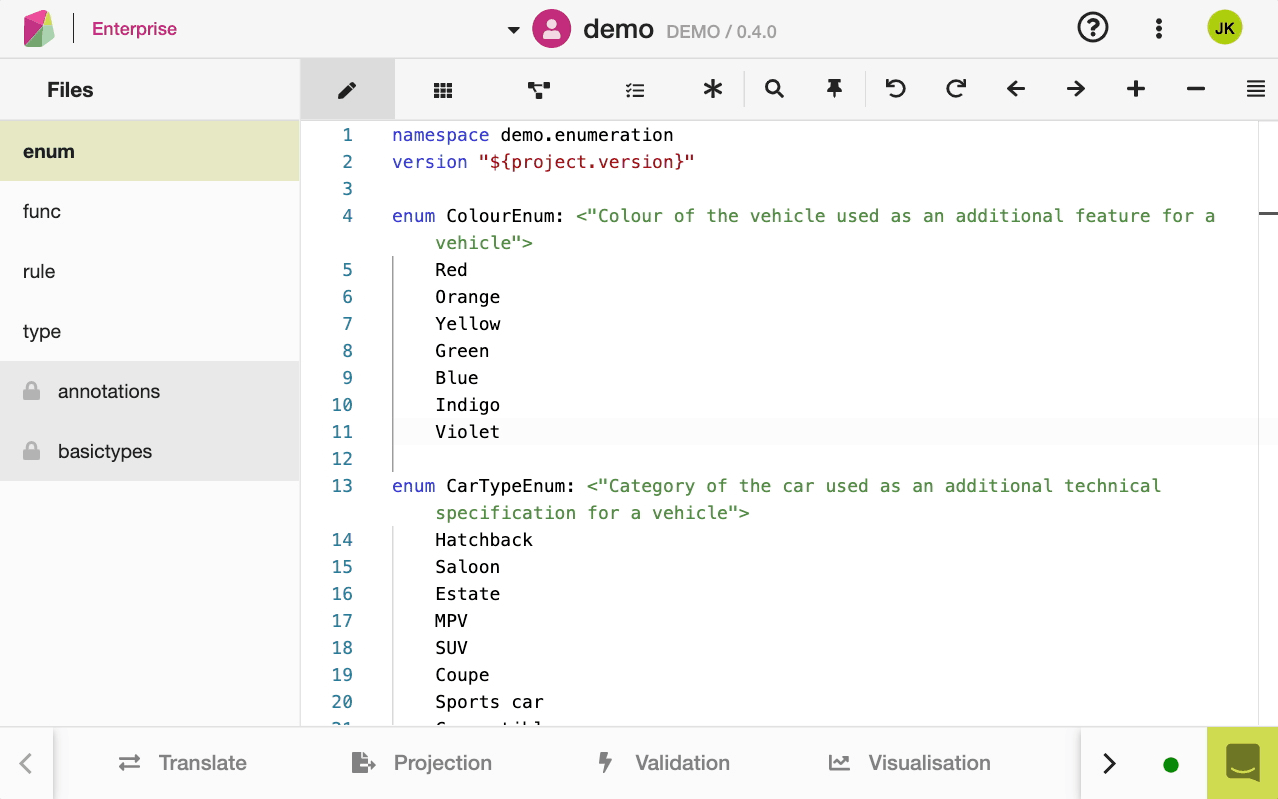 Enterprise
demo DEMO / 0.4.0
JK
Files
enum
func
rule
type
annotations
basictypes
1 namespace demo.enumeration
2 version "${project.version}"
3
4 enum ColourEnum: <"Colour of the vehicle used as an additional feature for a
vehicle">
5 Red
6 Orange
7 Yellow
8 Green
9 Blue
10 Indigo
11 Violet
12
13 enum CarTypeEnum: <"Category of the car used as an additional technical
specification for a vehicle">
14 Hatchback
15 Saloon
16 Estate
17 MPV
18 SUV
19 Coupe
20 Sports car
Translate
Projection
Validation
Visualisation